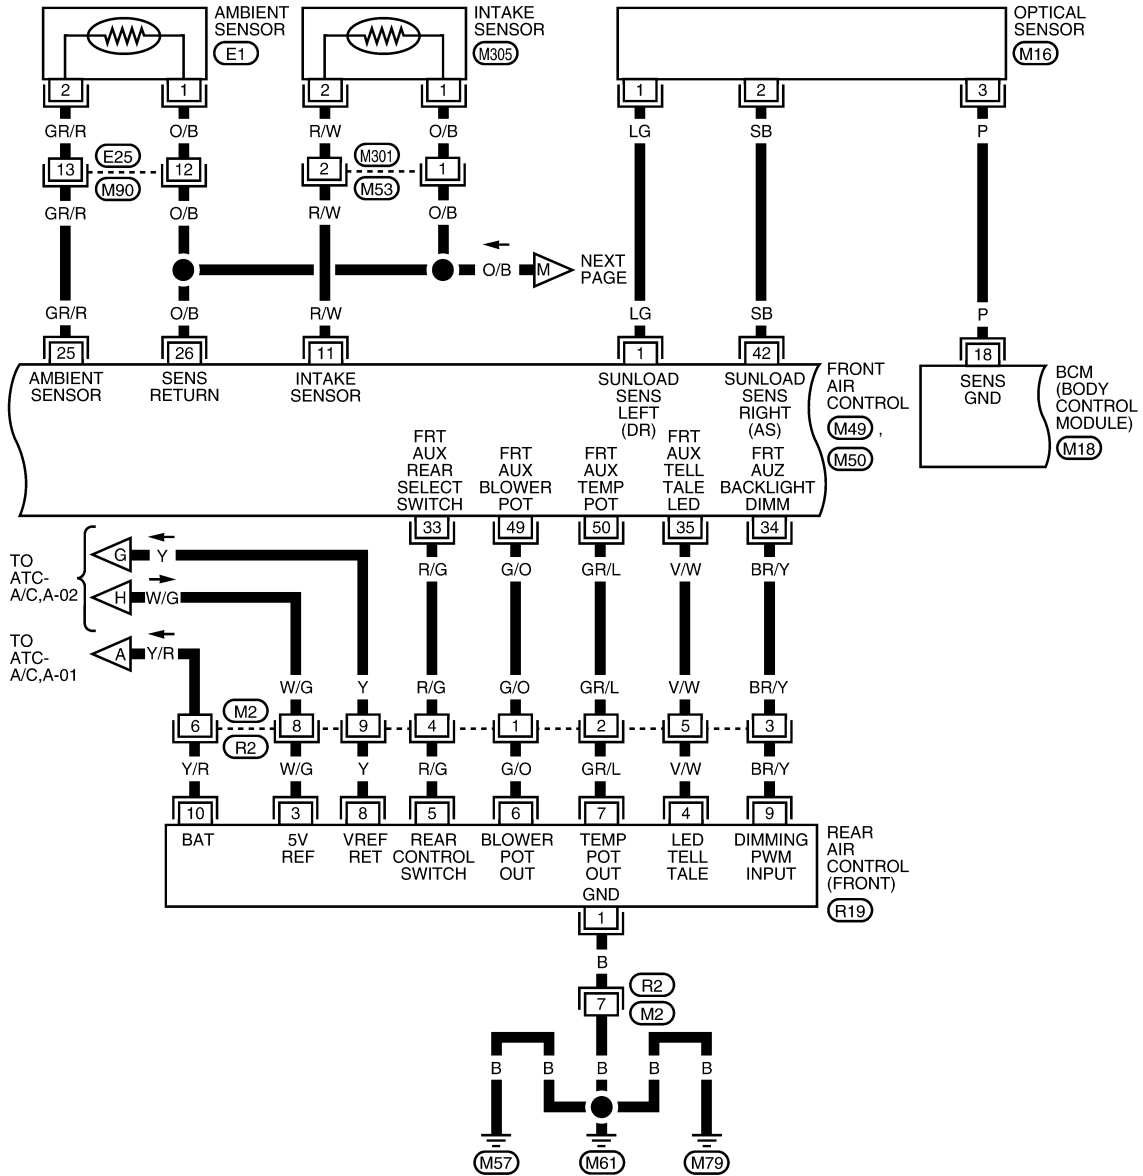 AMBIENT
SENSOR
E1
INTAKE
SENSOR
M305
OPTICAL
SENSOR
M16
2 1 2 1 1 2 3
GR/R O/B R/W O/B LG SB P
13 E25 12 2 M301 1
M90 M53
GR/R O/B R/W O/B
O/B M NEXT
PAGE
GR/R O/B R/W LG SB P
25 26 11 1 42 18
AMBIENT
SENSOR
SENS
RETURN
INTAKE
SENSOR
SUNLOAD
SENS
LEFT
(DR)
SUNLOAD
SENS
RIGHT
(AS)
FRONT
AIR
CONTROL
M49 ,
M50
SENS
GND
BCM
(BODY
CONTROL
MODULE)
M18
FRT
AUX
REAR
SELECT
SWITCH
FRT
AUX
BLOWER
POT
FRT
AUX
TEMP
POT
FRT
AUX
TELL
TALE
LED
FRT
AUZ
BACKLIGHT
DIMM
33 49 50 35 34
TO
ATC-
A/C,A-02
G Y
H W/G
R/G G/O GR/L V/W BR/Y
TO
ATC-
A/C,A-01
A Y/R
W/G Y R/G G/O GR/L V/W BR/Y
6 M2 8 9 4 1 2 5 3
R2
Y/R W/G Y R/G G/O GR/L V/W BR/Y
10 3 8 5 6 7 4 9
BAT
5V
REF
VREF
RET
REAR
CONTROL
SWITCH
BLOWER
POT
OUT
TEMP
POT
OUT
LED
TELL
TALE
DIMMING
PWM
INPUT
REAR
AIR
CONTROL
(FRONT)
R19
GND
1
B
7 R2
M2
B B B B B
M57 M61 M79